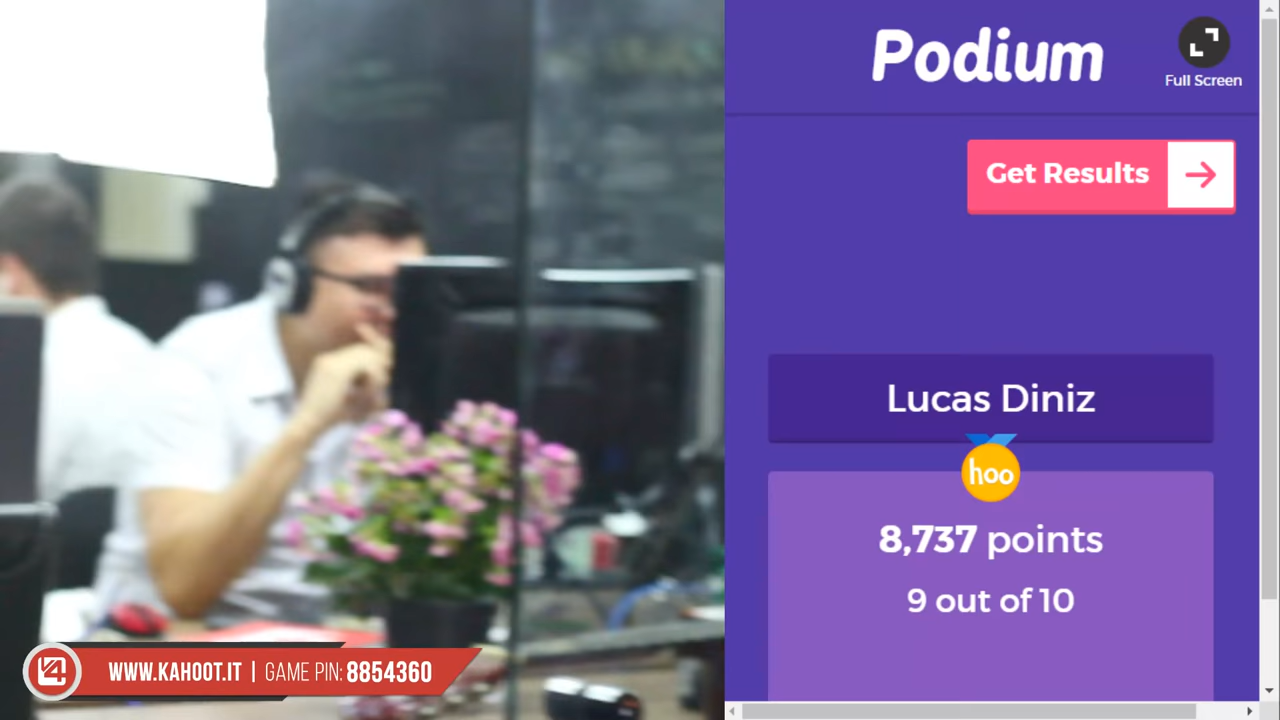 Podium
Full Screen
Get Results
Lucas Diniz
hoo
8,737 points
9 out of 10
WWW.KAHOOT.IT | GAME PIN: 8854360